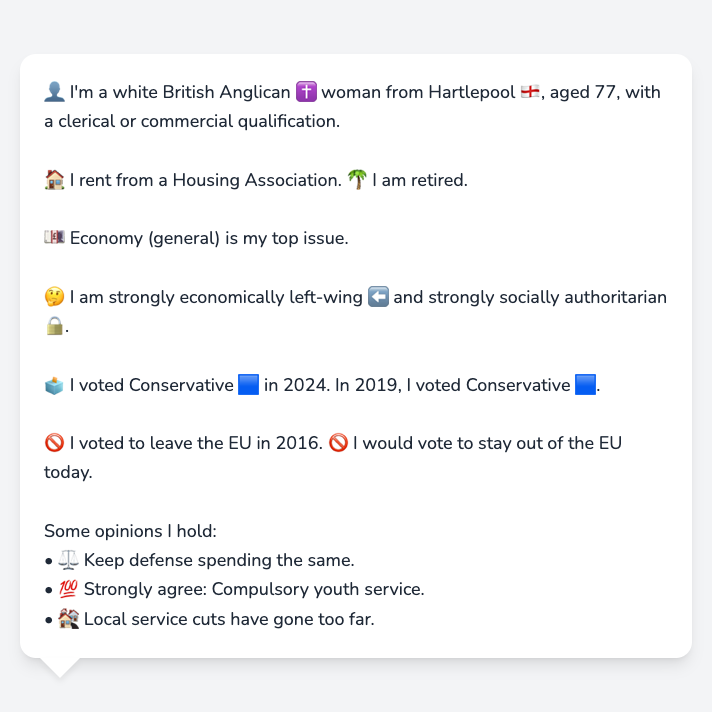 👤 I'm a white British Anglican ✝️ woman from Hartlepool 🏴󠁧󠁢󠁥󠁮󠁧󠁿, aged 77, with
a clerical or commercial qualification.
🏠 I rent from a Housing Association. 🌴 I am retired.
💷 Economy (general) is my top issue.
🤔 I am strongly economically left-wing ⬅️ and strongly socially authoritarian
🔒.
🗳️ I voted Conservative 🟦 in 2024. In 2019, I voted Conservative 🟦.
🚫 I voted to leave the EU in 2016. 🚫 I would vote to stay out of the EU
today.
Some opinions I hold:
• ⚖️ Keep defense spending the same.
• 💯 Strongly agree: Compulsory youth service.
• 🏚️ Local service cuts have gone too far.